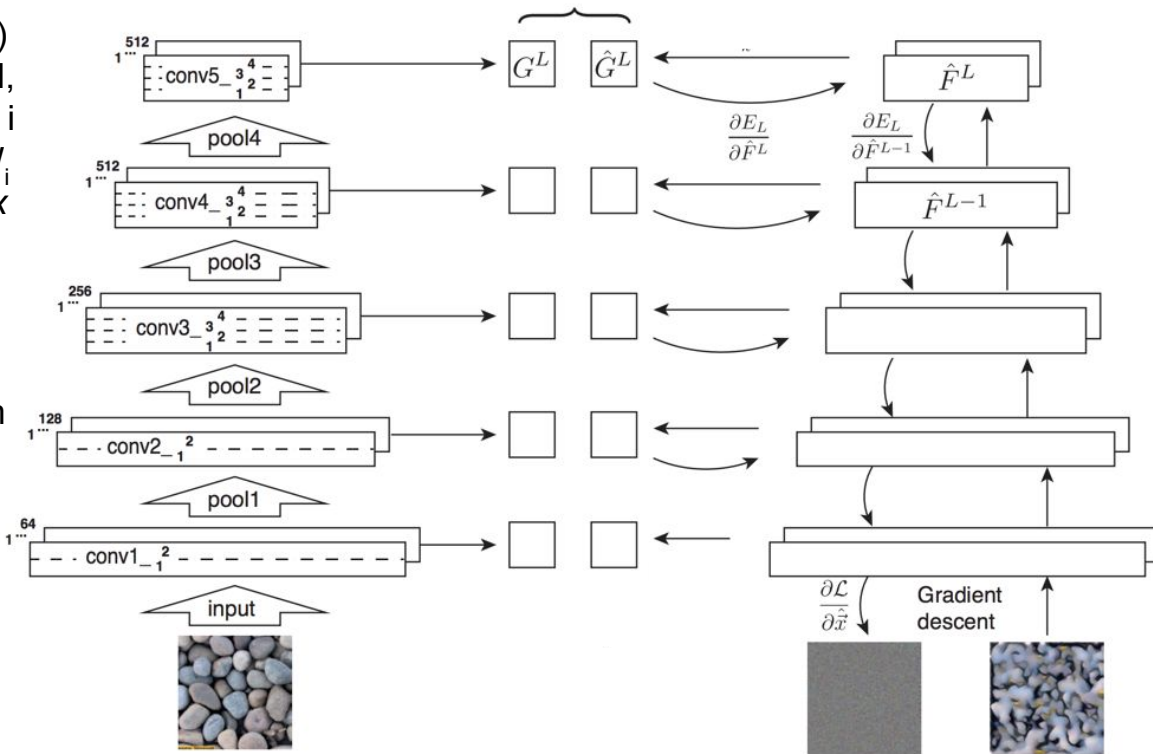 )
l,
i
i
x
n
512
1...
conv5_ 4 3 2 1
G^L
Ĝ^L
F̂^L
pool4
∂E_L / ∂F̂^L
∂E_L / ∂F̂^{L-1}
512
1...
conv4_ 4 3 2 1
F̂^{L-1}
pool3
256
1...
conv3_ 4 3 2 1
pool2
128
1...
conv2_ 2 1
pool1
64
1...
conv1_ 2 1
input
∂ℒ / ∂x̂⃗
Gradient
descent